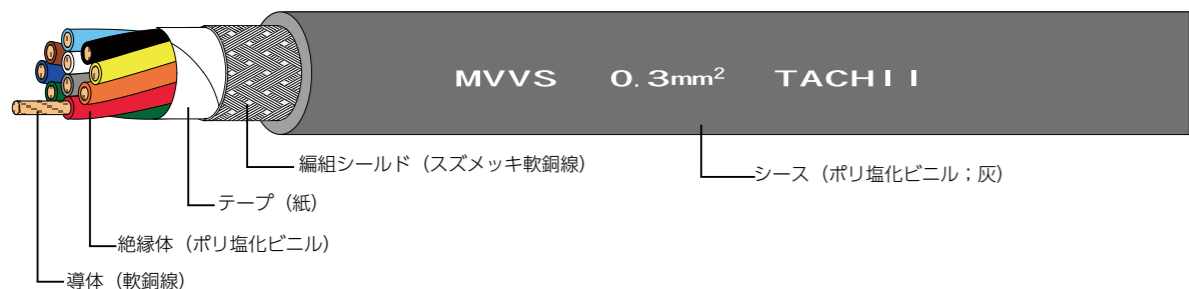 MVVS 0.3mm² TACHII
編組シールド（スズメッキ軟銅線）
シース（ポリ塩化ビニル；灰）
テープ（紙）
絶縁体（ポリ塩化ビニル）
導体（軟銅線）